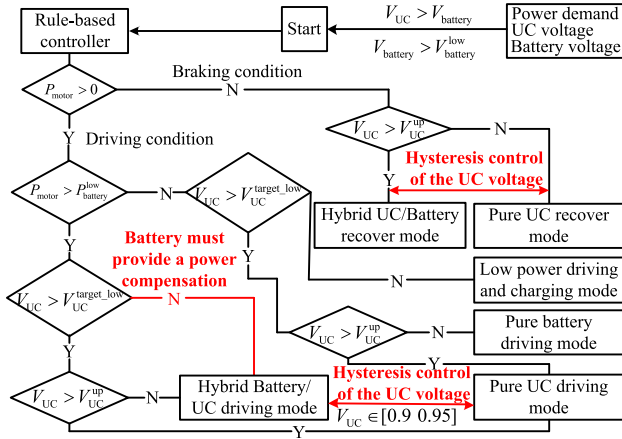 Rule-based
controller
Start
V_UC > V_battery
V_battery > V_battery^low
Power demand
UC voltage
Battery voltage
P_motor > 0
Braking condition
N
Y
Driving condition
V_UC > V_UC^up
N
Y
Hysteresis control
of the UC voltage
P_motor > P_battery^low
N
V_UC > V_UC^target_low
Hybrid UC/Battery
recover mode
Pure UC recover
mode
Y
Battery must
provide a power
compensation
Y
N
Low power driving
and charging mode
V_UC > V_UC^target_low
N
V_UC > V_UC^up
N
Pure battery
driving mode
Y
Y
V_UC > V_UC^up
N
Hybrid Battery/
UC driving mode
Hysteresis control
of the UC voltage
V_UC ∈ [0.9 0.95]
Pure UC driving
mode
Y